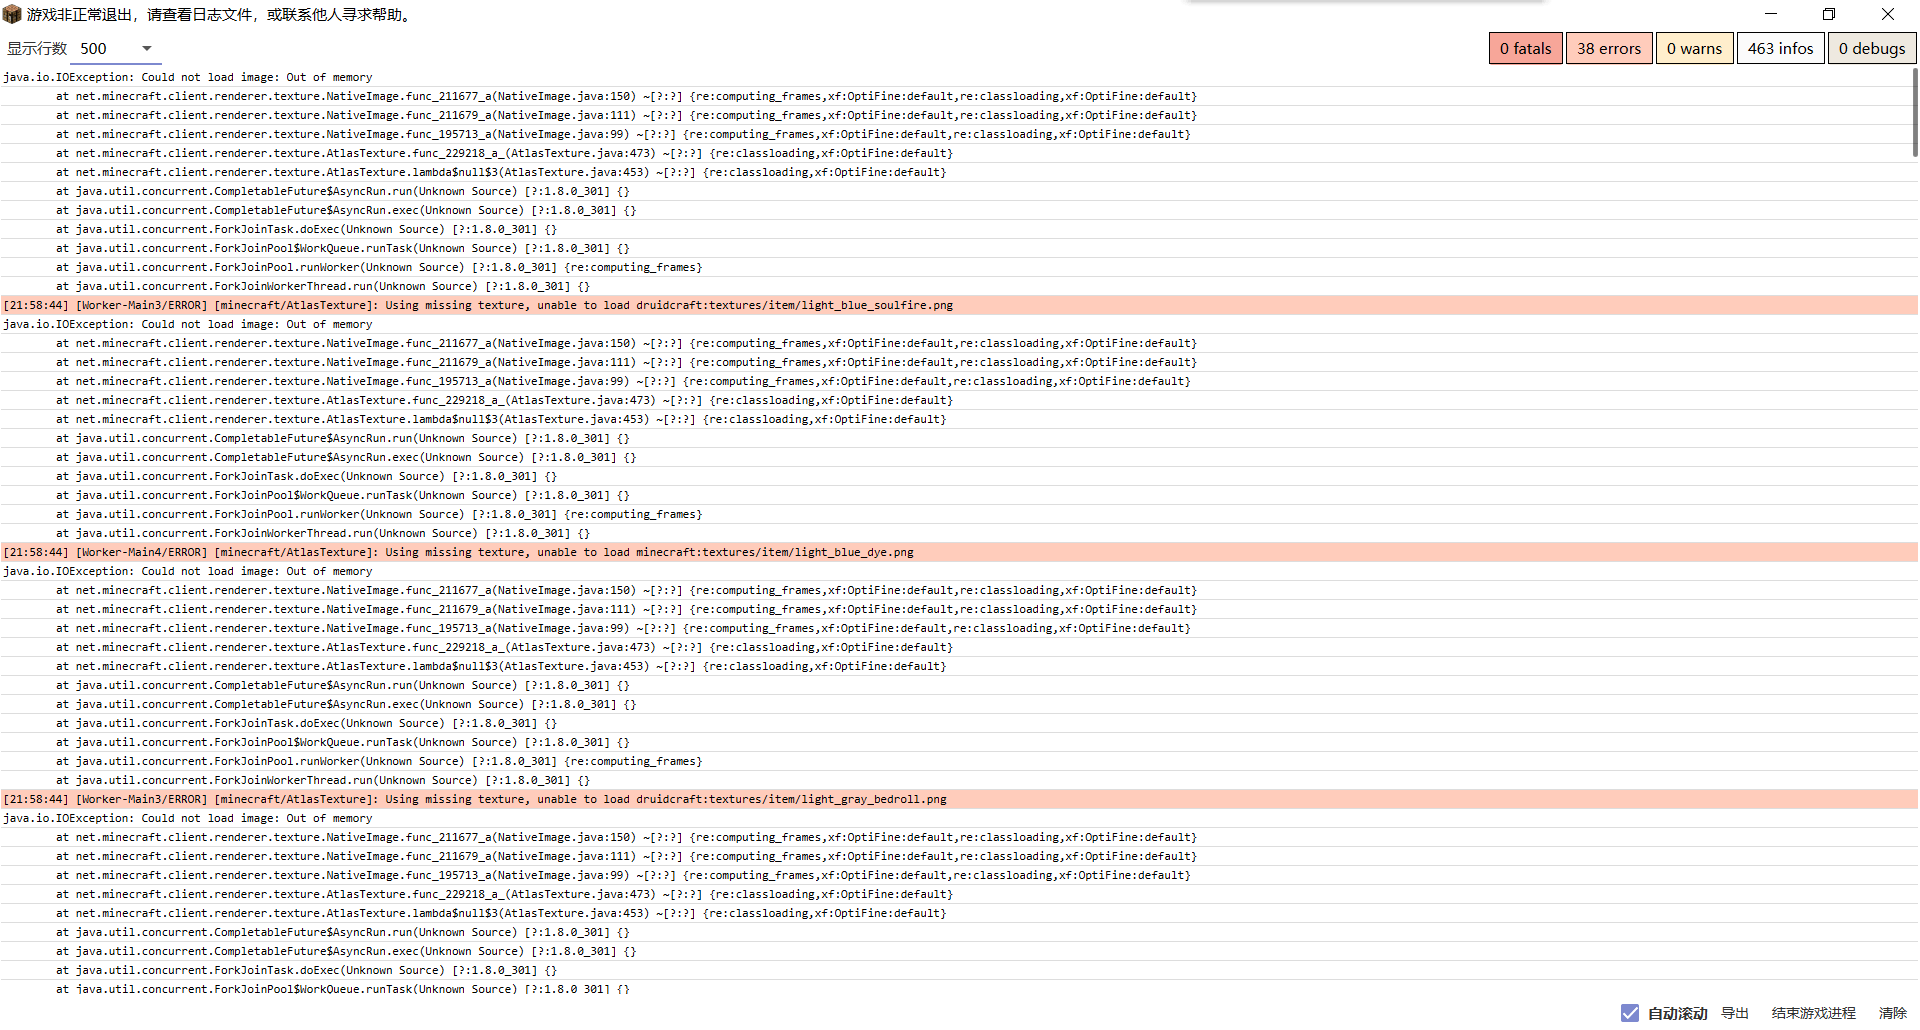 游戏非正常退出，请查看日志文件，或联系他人寻求帮助。
显示行数 500 0 fatals 38 errors 0 warns 463 infos 0 debugs
java.io.IOException: Could not load image: Out of memory
at net.minecraft.client.renderer.texture.NativeImage.func_211677_a(NativeImage.java:150) ~[?:?] {re:computing_frames,xf:OptiFine:default,re:classloading,xf:OptiFine:default}
at net.minecraft.client.renderer.texture.NativeImage.func_211679_a(NativeImage.java:111) ~[?:?] {re:computing_frames,xf:OptiFine:default,re:classloading,xf:OptiFine:default}
at net.minecraft.client.renderer.texture.NativeImage.func_195713_a(NativeImage.java:99) ~[?:?] {re:computing_frames,xf:OptiFine:default,re:classloading,xf:OptiFine:default}
at net.minecraft.client.renderer.texture.AtlasTexture.func_229218_a_(AtlasTexture.java:473) ~[?:?] {re:classloading,xf:OptiFine:default}
at net.minecraft.client.renderer.texture.AtlasTexture.lambda$null$3(AtlasTexture.java:453) ~[?:?] {re:classloading,xf:OptiFine:default}
at java.util.concurrent.CompletableFuture$AsyncRun.run(Unknown Source) [?:1.8.0_301] {}
at java.util.concurrent.CompletableFuture$AsyncRun.exec(Unknown Source) [?:1.8.0_301] {}
at java.util.concurrent.ForkJoinTask.doExec(Unknown Source) [?:1.8.0_301] {}
at java.util.concurrent.ForkJoinPool$WorkQueue.runTask(Unknown Source) [?:1.8.0_301] {}
at java.util.concurrent.ForkJoinPool.runWorker(Unknown Source) [?:1.8.0_301] {re:computing_frames}
at java.util.concurrent.ForkJoinWorkerThread.run(Unknown Source) [?:1.8.0_301] {}
[21:58:44] [Worker-Main3/ERROR] [minecraft/AtlasTexture]: Using missing texture, unable to load druidcraft:textures/item/light_blue_soulfire.png
java.io.IOException: Could not load image: Out of memory
at net.minecraft.client.renderer.texture.NativeImage.func_211677_a(NativeImage.java:150) ~[?:?] {re:computing_frames,xf:OptiFine:default,re:classloading,xf:OptiFine:default}
at net.minecraft.client.renderer.texture.NativeImage.func_211679_a(NativeImage.java:111) ~[?:?] {re:computing_frames,xf:OptiFine:default,re:classloading,xf:OptiFine:default}
at net.minecraft.client.renderer.texture.NativeImage.func_195713_a(NativeImage.java:99) ~[?:?] {re:computing_frames,xf:OptiFine:default,re:classloading,xf:OptiFine:default}
at net.minecraft.client.renderer.texture.AtlasTexture.func_229218_a_(AtlasTexture.java:473) ~[?:?] {re:classloading,xf:OptiFine:default}
at net.minecraft.client.renderer.texture.AtlasTexture.lambda$null$3(AtlasTexture.java:453) ~[?:?] {re:classloading,xf:OptiFine:default}
at java.util.concurrent.CompletableFuture$AsyncRun.run(Unknown Source) [?:1.8.0_301] {}
at java.util.concurrent.CompletableFuture$AsyncRun.exec(Unknown Source) [?:1.8.0_301] {}
at java.util.concurrent.ForkJoinTask.doExec(Unknown Source) [?:1.8.0_301] {}
at java.util.concurrent.ForkJoinPool$WorkQueue.runTask(Unknown Source) [?:1.8.0_301] {}
at java.util.concurrent.ForkJoinPool.runWorker(Unknown Source) [?:1.8.0_301] {re:computing_frames}
at java.util.concurrent.ForkJoinWorkerThread.run(Unknown Source) [?:1.8.0_301] {}
[21:58:44] [Worker-Main4/ERROR] [minecraft/AtlasTexture]: Using missing texture, unable to load minecraft:textures/item/light_blue_dye.png
java.io.IOException: Could not load image: Out of memory
at net.minecraft.client.renderer.texture.NativeImage.func_211677_a(NativeImage.java:150) ~[?:?] {re:computing_frames,xf:OptiFine:default,re:classloading,xf:OptiFine:default}
at net.minecraft.client.renderer.texture.NativeImage.func_211679_a(NativeImage.java:111) ~[?:?] {re:computing_frames,xf:OptiFine:default,re:classloading,xf:OptiFine:default}
at net.minecraft.client.renderer.texture.NativeImage.func_195713_a(NativeImage.java:99) ~[?:?] {re:computing_frames,xf:OptiFine:default,re:classloading,xf:OptiFine:default}
at net.minecraft.client.renderer.texture.AtlasTexture.func_229218_a_(AtlasTexture.java:473) ~[?:?] {re:classloading,xf:OptiFine:default}
at net.minecraft.client.renderer.texture.AtlasTexture.lambda$null$3(AtlasTexture.java:453) ~[?:?] {re:classloading,xf:OptiFine:default}
at java.util.concurrent.CompletableFuture$AsyncRun.run(Unknown Source) [?:1.8.0_301] {}
at java.util.concurrent.CompletableFuture$AsyncRun.exec(Unknown Source) [?:1.8.0_301] {}
at java.util.concurrent.ForkJoinTask.doExec(Unknown Source) [?:1.8.0_301] {}
at java.util.concurrent.ForkJoinPool$WorkQueue.runTask(Unknown Source) [?:1.8.0_301] {}
at java.util.concurrent.ForkJoinPool.runWorker(Unknown Source) [?:1.8.0_301] {re:computing_frames}
at java.util.concurrent.ForkJoinWorkerThread.run(Unknown Source) [?:1.8.0_301] {}
[21:58:44] [Worker-Main3/ERROR] [minecraft/AtlasTexture]: Using missing texture, unable to load druidcraft:textures/item/light_gray_bedroll.png
java.io.IOException: Could not load image: Out of memory
at net.minecraft.client.renderer.texture.NativeImage.func_211677_a(NativeImage.java:150) ~[?:?] {re:computing_frames,xf:OptiFine:default,re:classloading,xf:OptiFine:default}
at net.minecraft.client.renderer.texture.NativeImage.func_211679_a(NativeImage.java:111) ~[?:?] {re:computing_frames,xf:OptiFine:default,re:classloading,xf:OptiFine:default}
at net.minecraft.client.renderer.texture.NativeImage.func_195713_a(NativeImage.java:99) ~[?:?] {re:computing_frames,xf:OptiFine:default,re:classloading,xf:OptiFine:default}
at net.minecraft.client.renderer.texture.AtlasTexture.func_229218_a_(AtlasTexture.java:473) ~[?:?] {re:classloading,xf:OptiFine:default}
at net.minecraft.client.renderer.texture.AtlasTexture.lambda$null$3(AtlasTexture.java:453) ~[?:?] {re:classloading,xf:OptiFine:default}
at java.util.concurrent.CompletableFuture$AsyncRun.run(Unknown Source) [?:1.8.0_301] {}
at java.util.concurrent.CompletableFuture$AsyncRun.exec(Unknown Source) [?:1.8.0_301] {}
at java.util.concurrent.ForkJoinTask.doExec(Unknown Source) [?:1.8.0_301] {}
at java.util.concurrent.ForkJoinPool$WorkQueue.runTask(Unknown Source) [?:1.8.0_301] {}
自动滚动 导出 结束游戏进程 清除